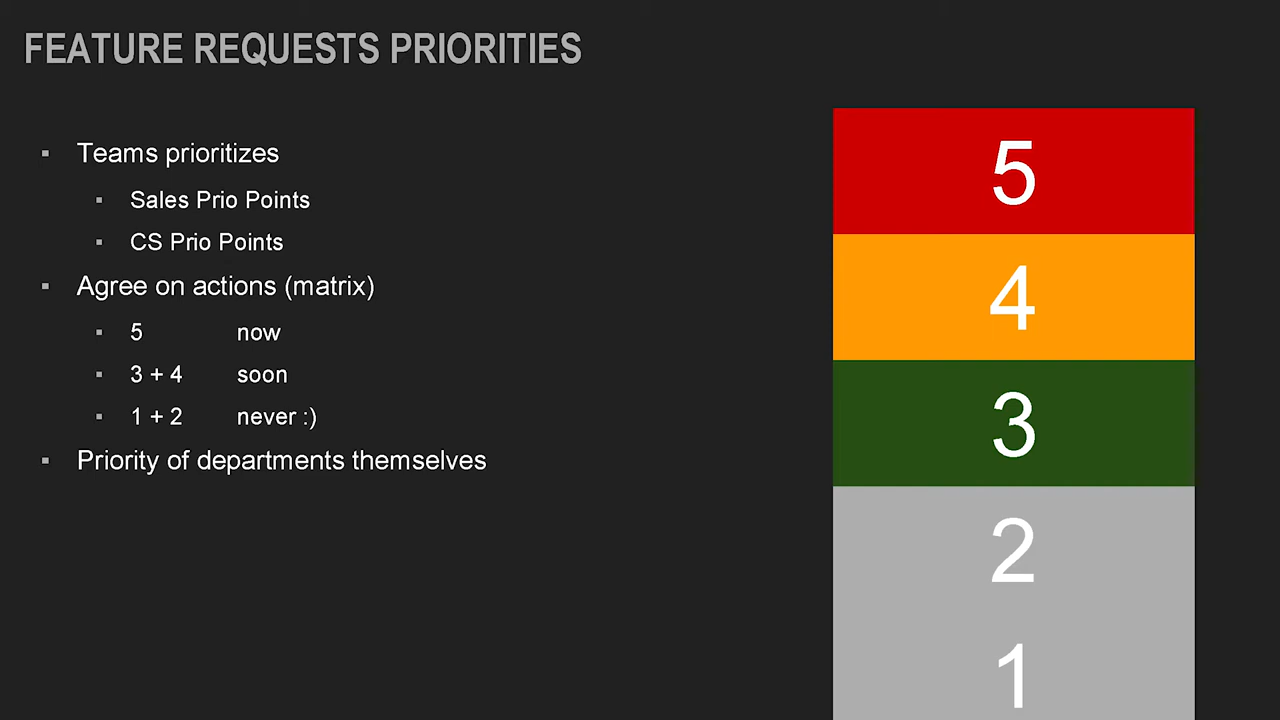 FEATURE REQUESTS PRIORITIES
Teams prioritizes
Sales Prio Points
CS Prio Points
Agree on actions (matrix)
5 now
3 + 4 soon
1 + 2 never :)
Priority of departments themselves
5
4
3
2
1